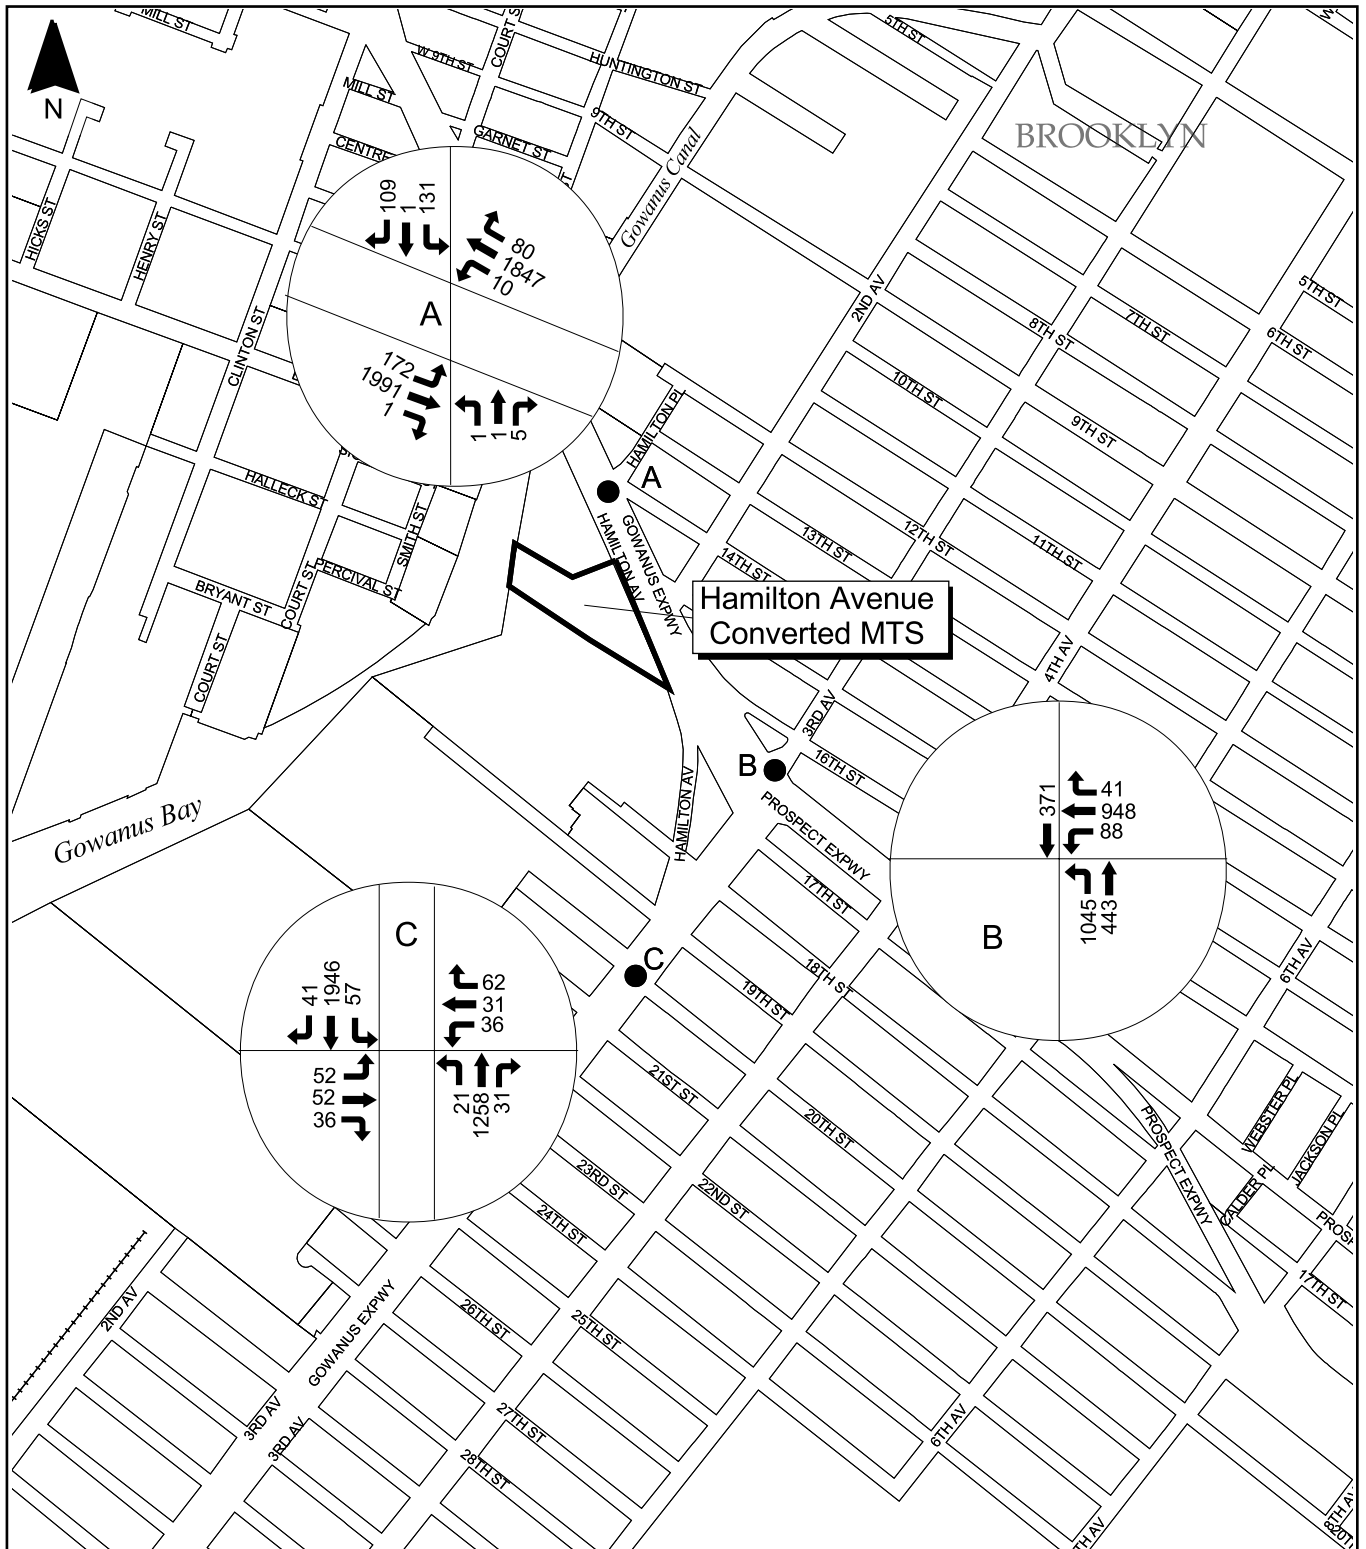 MILL ST
COURT S
5TH ST
W 9TH ST
HUNTINGTON ST
MILL ST
N
9TH ST
GARNET ST
BROOKLYN
CENTRE
Gowanus Canal
HICKS ST
HENRY ST
109
1
131
80
1847
10
A
172
1991
1
1
1
5
CLINTON ST
2ND AV
5TH ST
7TH ST
6TH ST
8TH ST
10TH ST
9TH ST
HAMILTON PL
HALLECK ST
SMITH ST
A
HAMILTON AV
GOWANUS EXPWY
13TH ST
12TH ST
11TH ST
14TH ST
PERCIVAL ST
BRYANT ST
COURT ST
COURT ST
Hamilton Avenue
Converted MTS
4TH AV
3RD AV
B
16TH ST
HAMILTON AV
PROSPECT EXPWY
Gowanus Bay
371
41
948
88
1045
443
B
17TH ST
C
C
18TH ST
19TH ST
6TH AV
41
1946
57
62
31
36
52
52
36
21
1258
31
21ST ST
20TH ST
WEBSTER PL
JACKSON PL
PROSPECT EXPWY
CALDER PL
23RD ST
22ND ST
24TH ST
PROSP
17TH ST
2ND AV
GOWANUS EXPWY
26TH ST
25TH ST
3RD AV
3RD AV
27TH ST
28TH ST
6TH AV
TH AV
8TH AV
20T